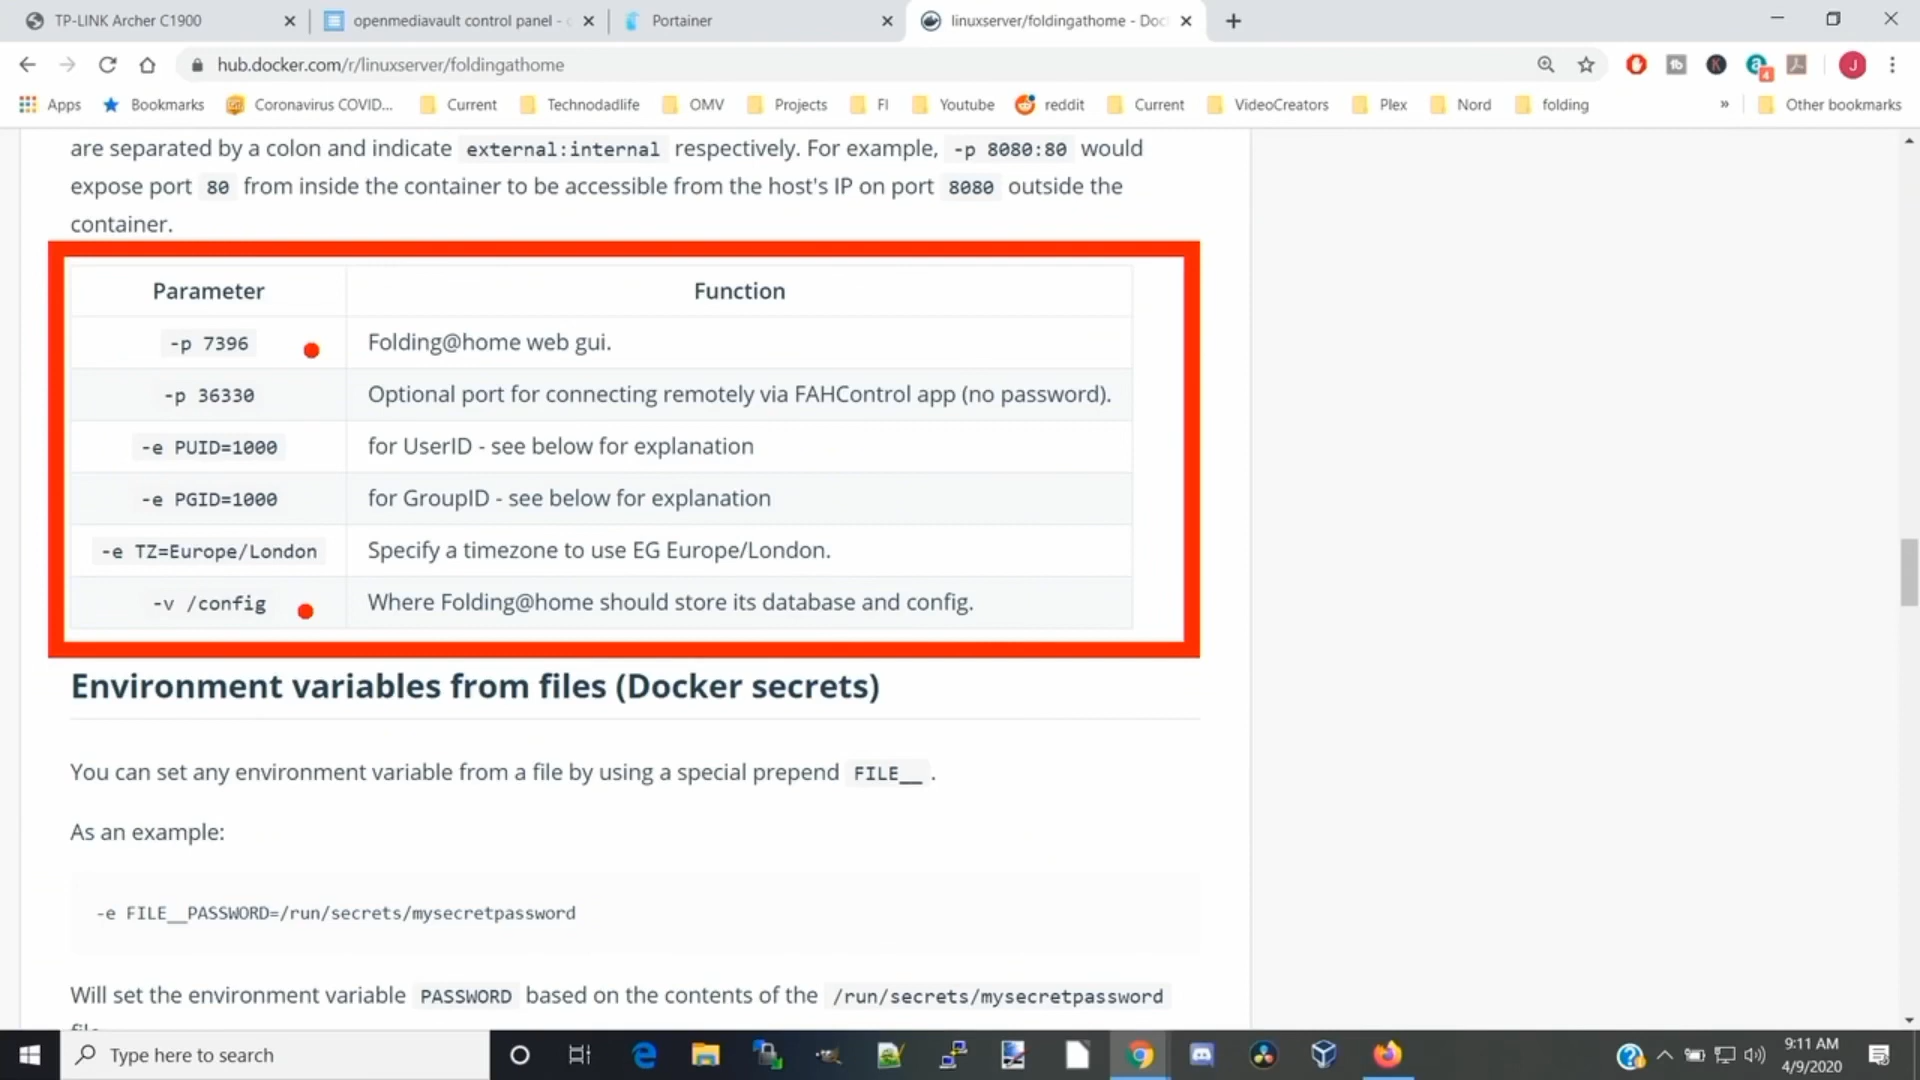 TP-LINK Archer C1900
openmediavault control panel -
Portainer
linuxserver/foldingathome - Doc
hub.docker.com/r/linuxserver/foldingathome
4
J
Apps
Bookmarks
Coronavirus COVID...
Current
Technodadlife
OMV
Projects
FI
Youtube
reddit
Current
VideoCreators
Plex
Nord
folding
»
Other bookmarks
are separated by a colon and indicate external:internal respectively. For example, -p 8080:80 would
expose port 80 from inside the container to be accessible from the host's IP on port 8080 outside the
container.
Parameter Function
-p 7396 Folding@home web gui.
-p 36330 Optional port for connecting remotely via FAHControl app (no password).
-e PUID=1000 for UserID - see below for explanation
-e PGID=1000 for GroupID - see below for explanation
-e TZ=Europe/London Specify a timezone to use EG Europe/London.
-v /config Where Folding@home should store its database and config.
Environment variables from files (Docker secrets)
You can set any environment variable from a file by using a special prepend FILE__ .
As an example:
-e FILE__PASSWORD=/run/secrets/mysecretpassword
Will set the environment variable PASSWORD based on the contents of the /run/secrets/mysecretpassword
Type here to search
9:11 AM
4/9/2020